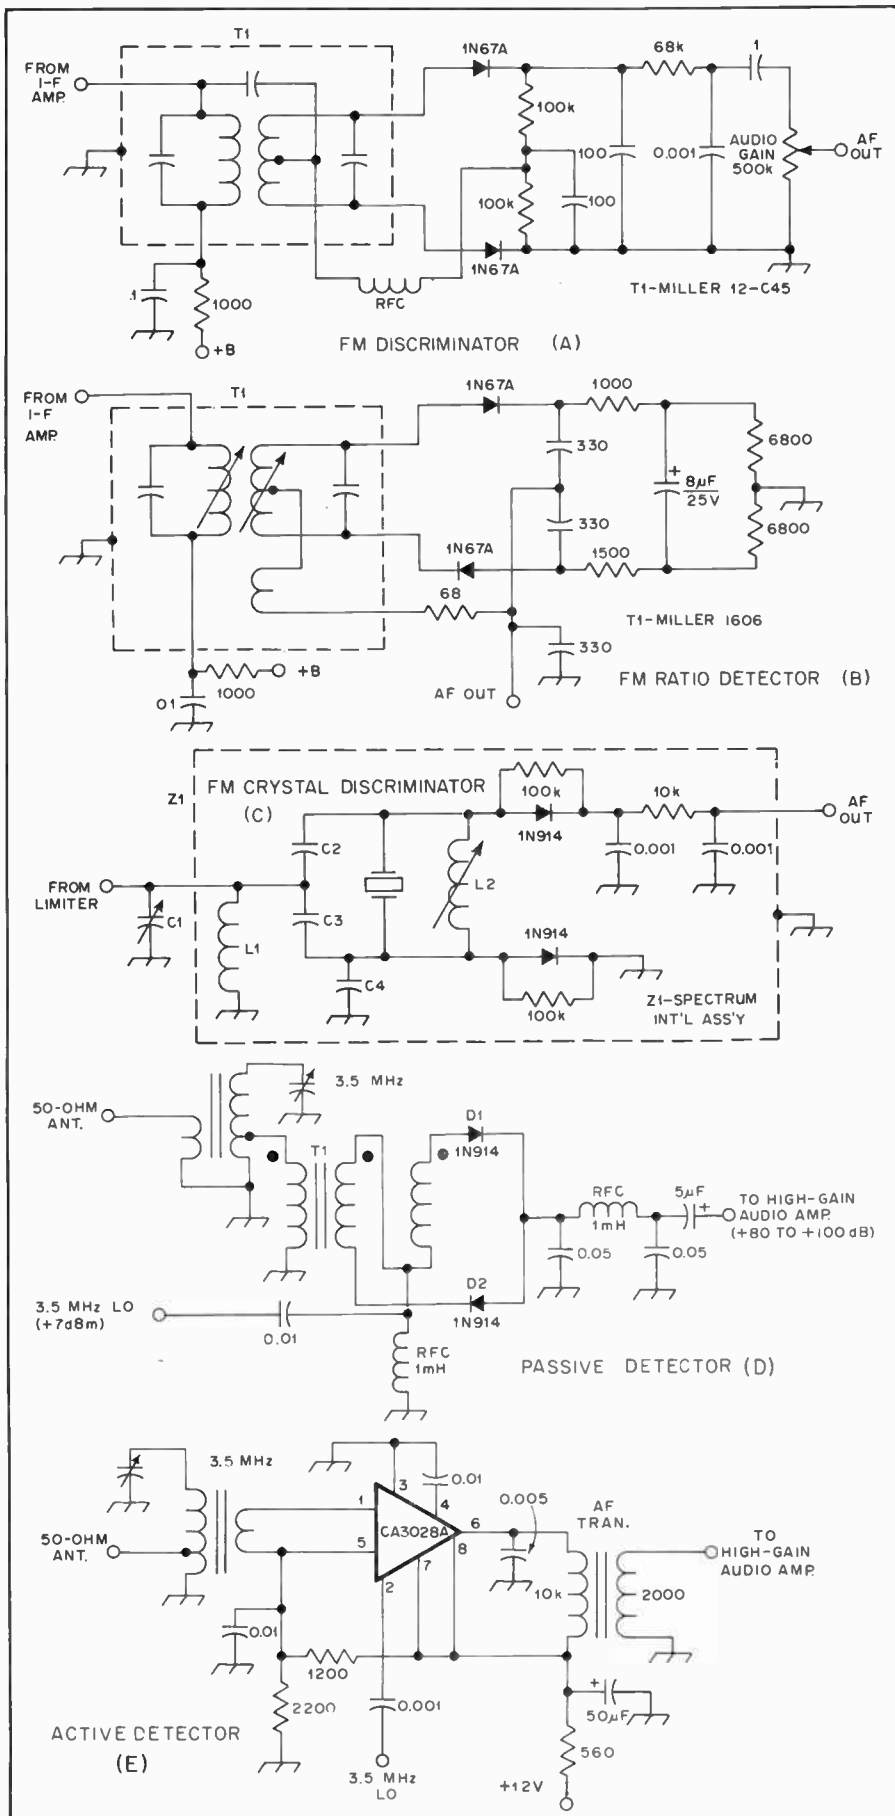 T1
FROM
I-F
AMP.
1N67A
68k
1
100k
100
0.001
AUDIO
GAIN
500k
AF
OUT
100k
100
1N67A
.1
1000
+B
RFC
T1-MILLER 12-C45
FM DISCRIMINATOR (A)
T1
FROM
I-F
AMP
1N67A
1000
330
8µF
25V
+
6800
330
6800
1N67A
1500
68
T1-MILLER 1606
330
+B
1000
01
AF OUT
FM RATIO DETECTOR (B)
Z1
FM CRYSTAL DISCRIMINATOR
(C)
100k
10k
AF
OUT
1N914
C2
0.001
0.001
FROM
LIMITER
C1
L1
C3
L2
1N914
C4
100k
Z1-SPECTRUM
INT'L ASS'Y
3.5 MHz
50-OHM
ANT.
T1
D1
1N914
RFC
1mH
5µF
+
TO HIGH-GAIN
AUDIO AMP.
(+80 TO +100 dB)
0.05
0.05
D2
1N914
3.5 MHz LO
(+7d8m)
0.01
RFC
1mH
PASSIVE DETECTOR (D)
3.5 MHz
50-OHM
ANT.
3
0.01
4
1
CA3028A
5
6
8
7
2
0.005
AF
TRAN.
TO
HIGH-GAIN
AUDIO AMP.
10k
2000
0.01
1200
2200
0.001
+
50µF
560
+12V
3.5 MHz
LO
ACTIVE DETECTOR
(E)